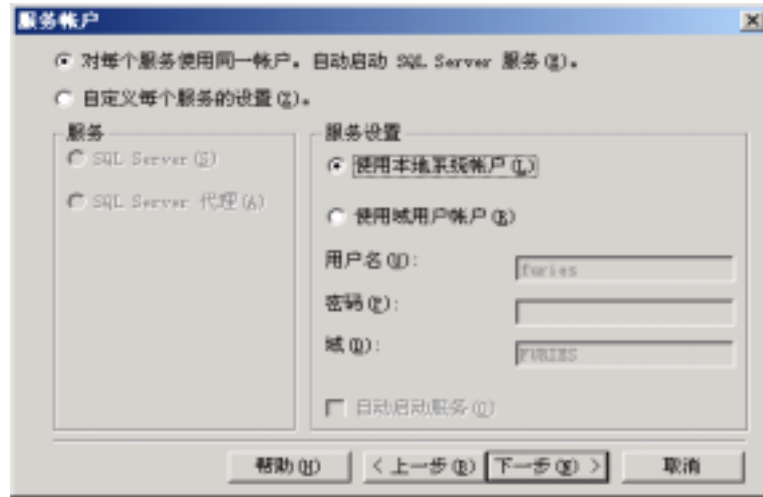 服务帐户
对每个服务使用同一帐户。自动启动 SQL Server 服务(E)。
自定义每个服务的设置(Z)。
服务
SQL Server(S)
SQL Server 代理(A)
服务设置
使用本地系统帐户(L)
使用域用户帐户(R)
用户名(U):
furies
密码(P):
域(D):
FURIES
自动启动服务(O)
帮助(H)
< 上一步(B)
下一步(N) >
取消